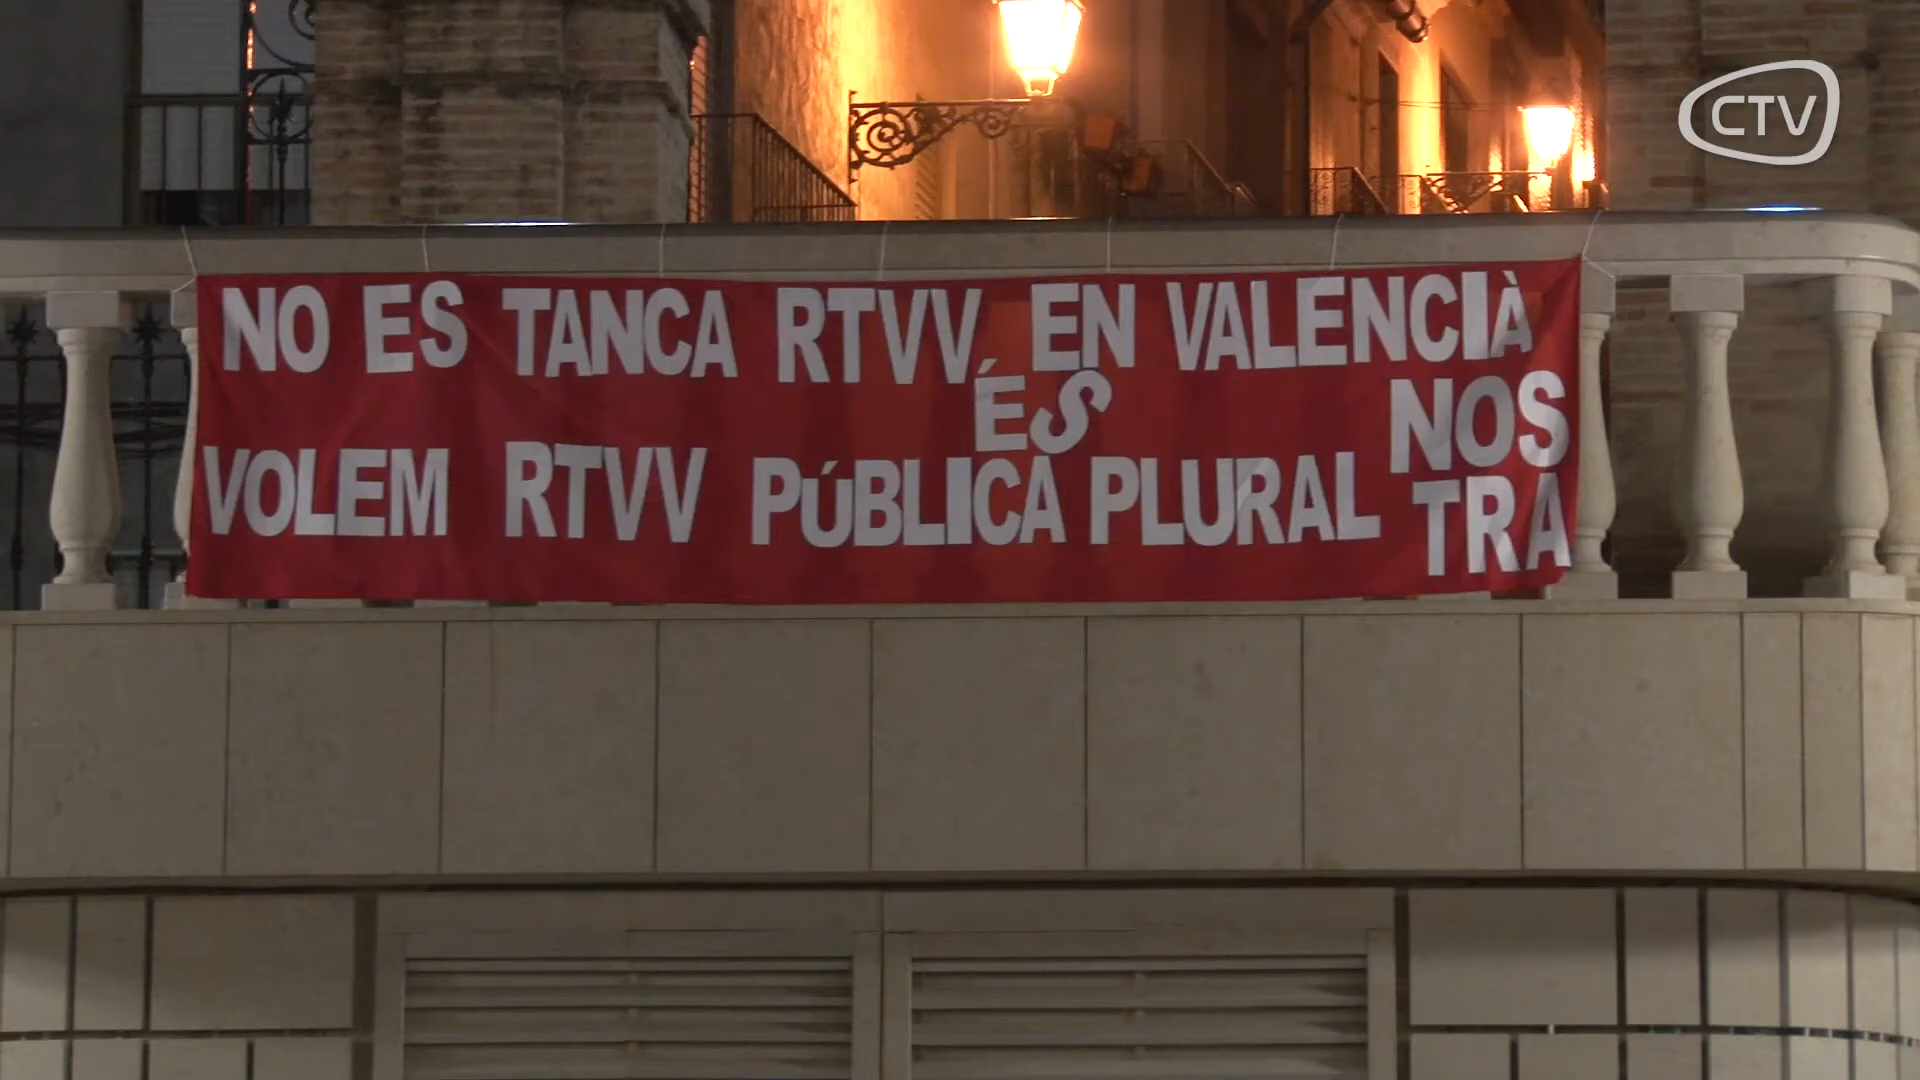 CTV
NO ES TANCA RTVV, EN VALENCIÀ
ÉS NOS
VOLEM RTVV PÚBLICA PLURAL TRA